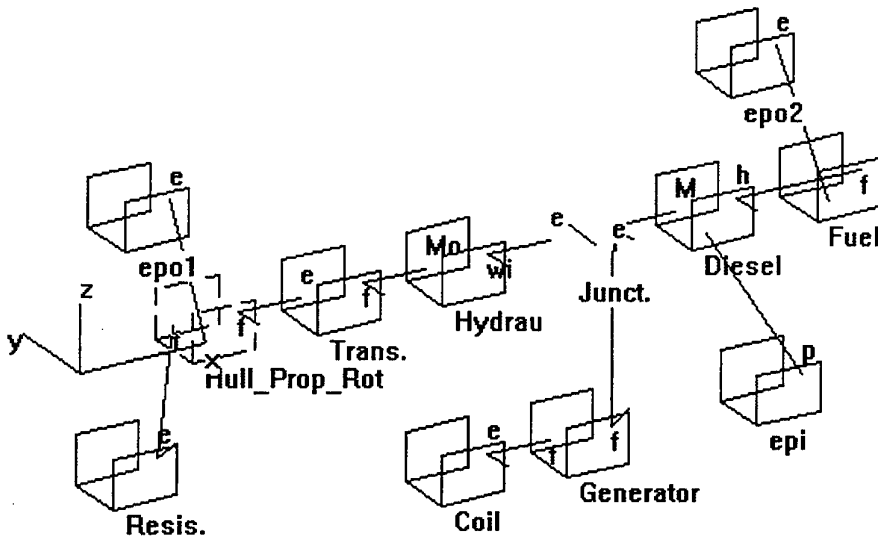 e
epo2
e
M
h
f
epo1
e
e
Mo
Fuel
z
e
wi
Diesel
f
f
Junct.
Hydrau
y
Trans.
x
Hull_Prop_Rot
p
e
e
f
f
epi
Generator
Resis.
Coil